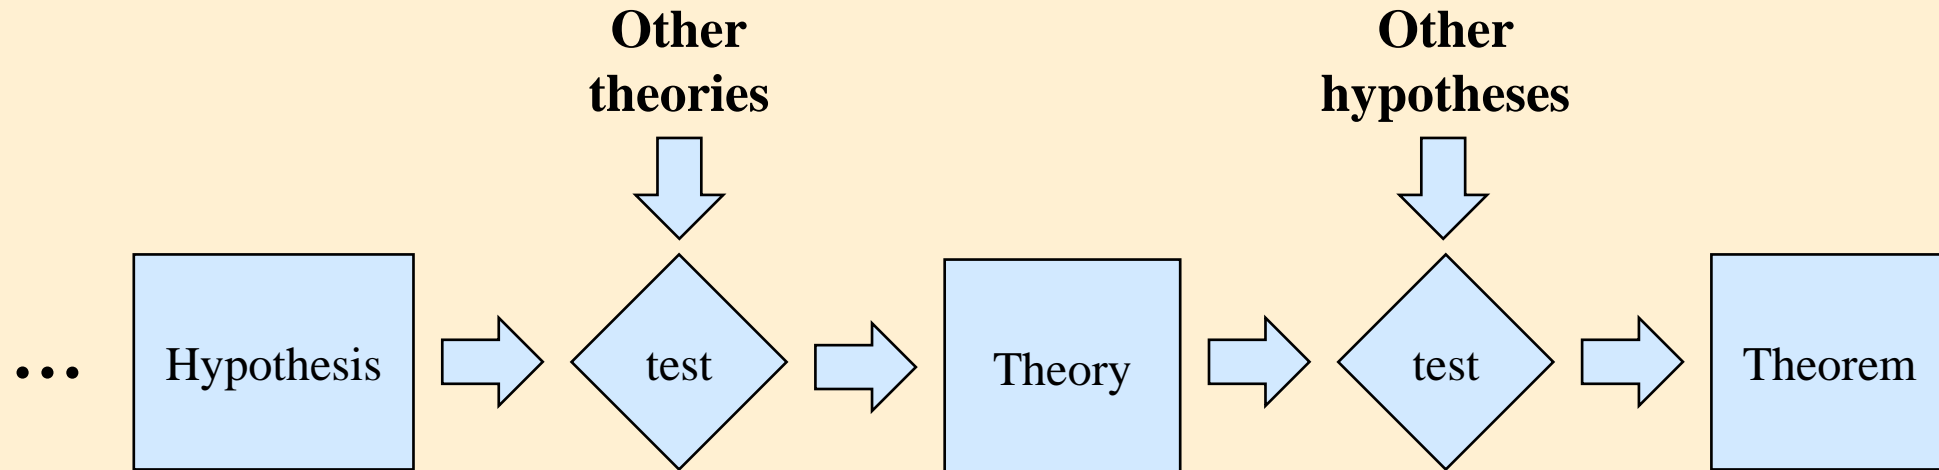 Other
theories
Other
hypotheses
... Hypothesis test Theory test Theorem